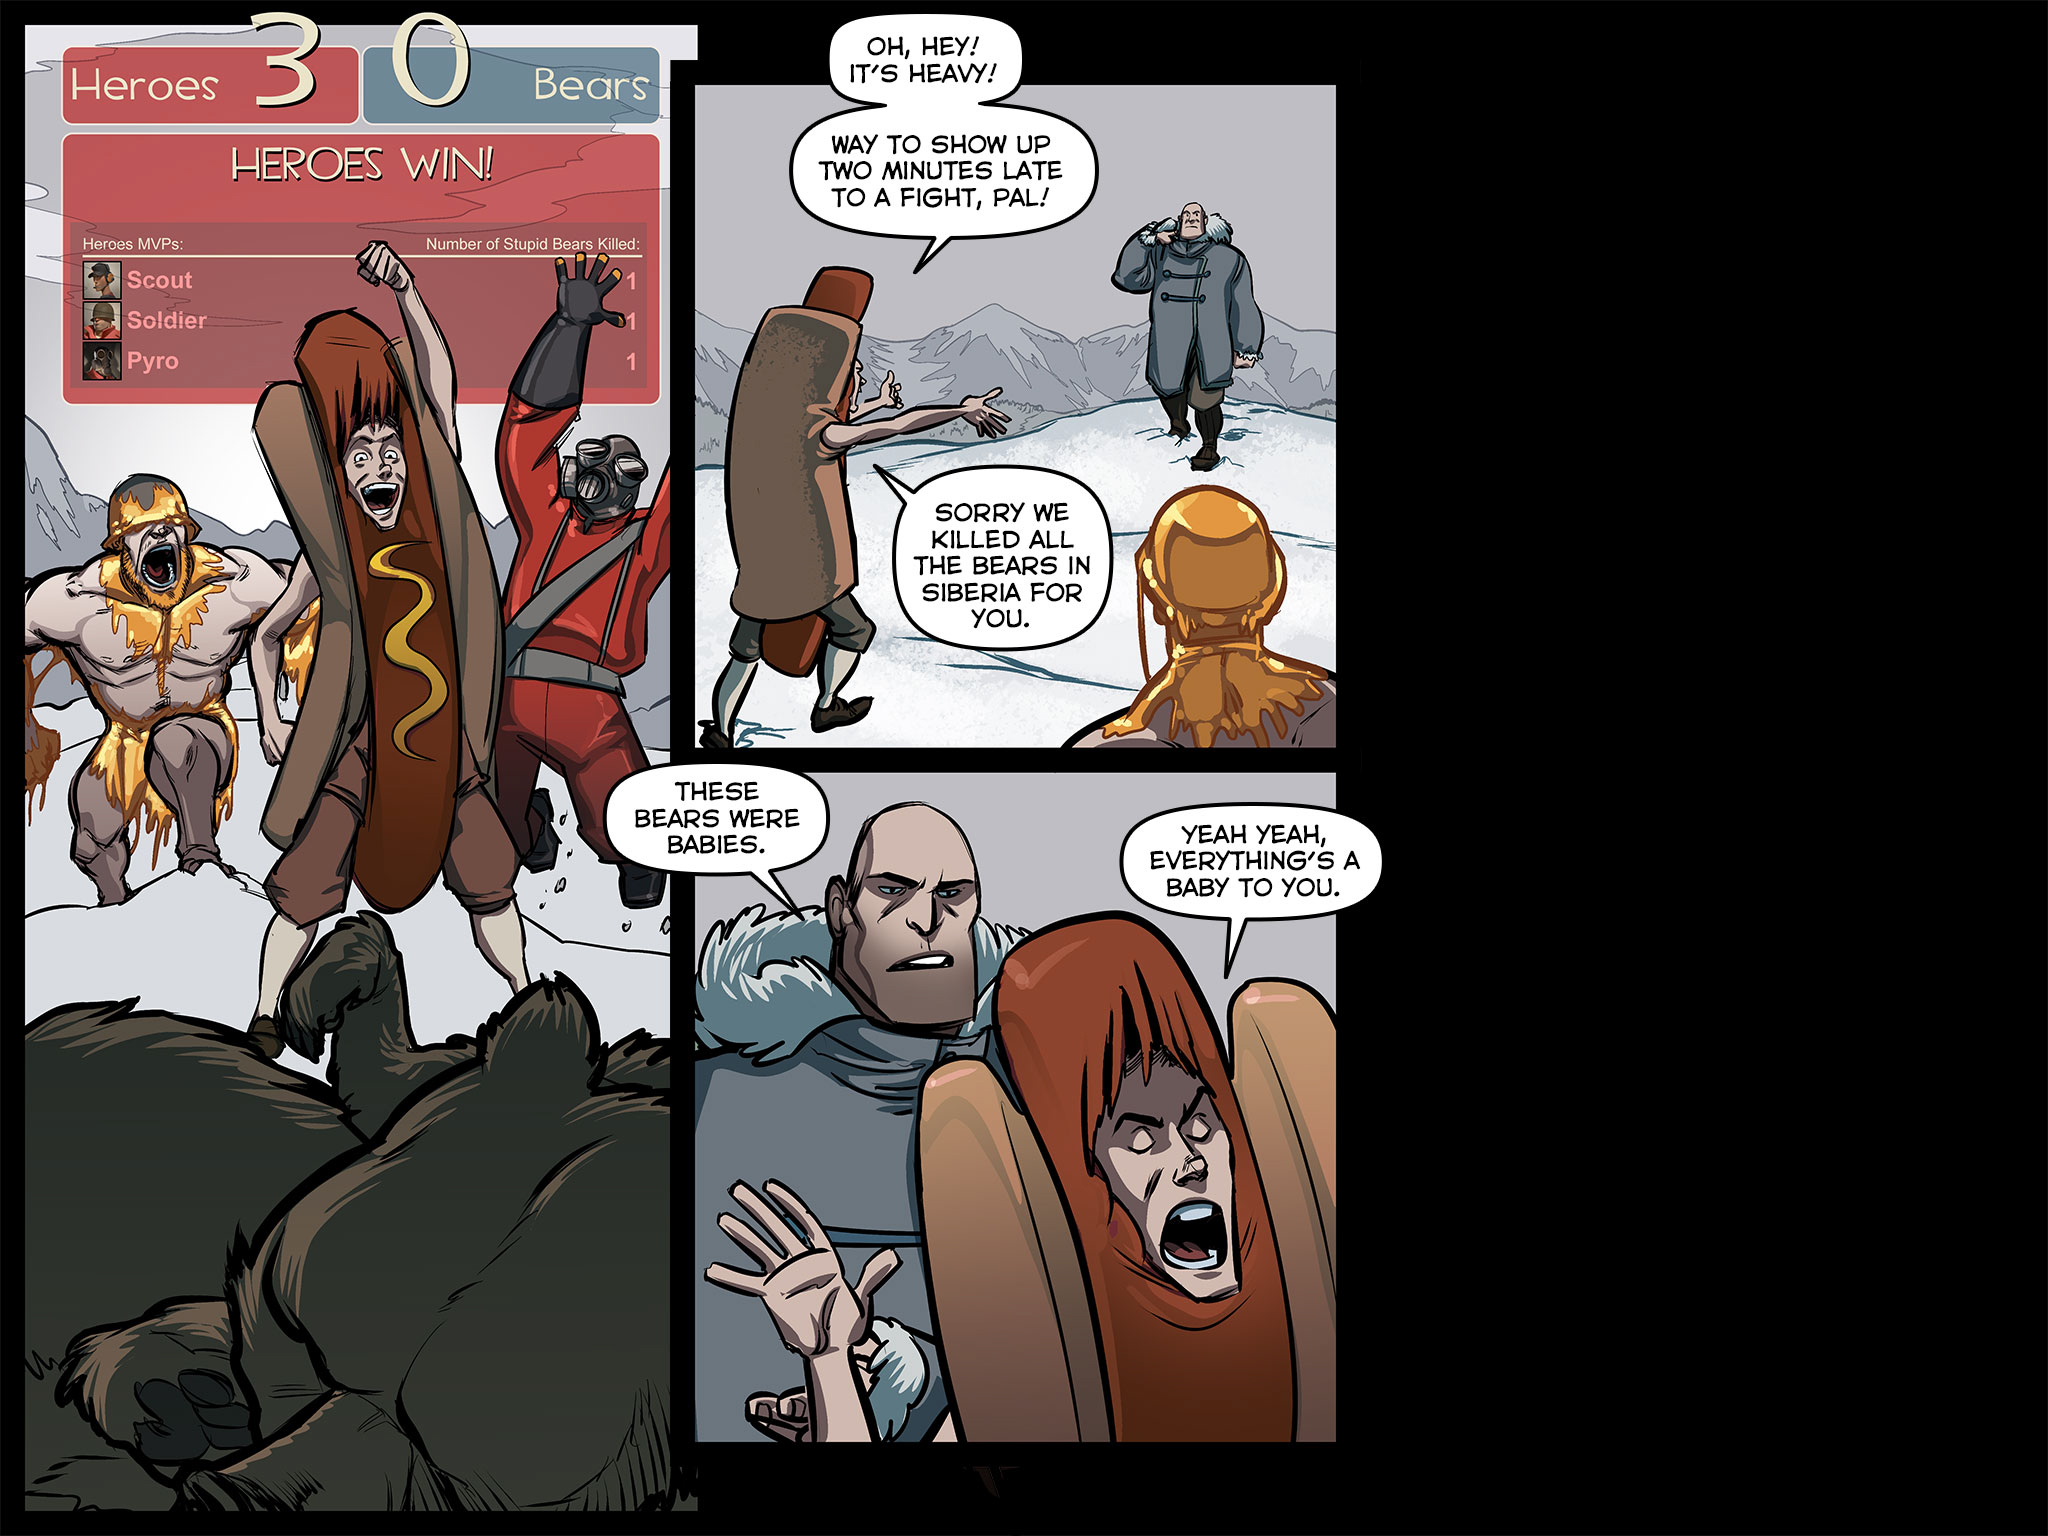 Heroes 3 0 Bears
HEROES WIN!
Heroes MVPs: Number of Stupid Bears Killed:
Scout 1
Soldier 1
Pyro 1
OH, HEY!
IT'S HEAVY!
WAY TO SHOW UP
TWO MINUTES LATE
TO A FIGHT, PAL!
SORRY WE
KILLED ALL
THE BEARS IN
SIBERIA FOR
YOU.
THESE
BEARS WERE
BABIES.
YEAH YEAH,
EVERYTHING'S A
BABY TO YOU.